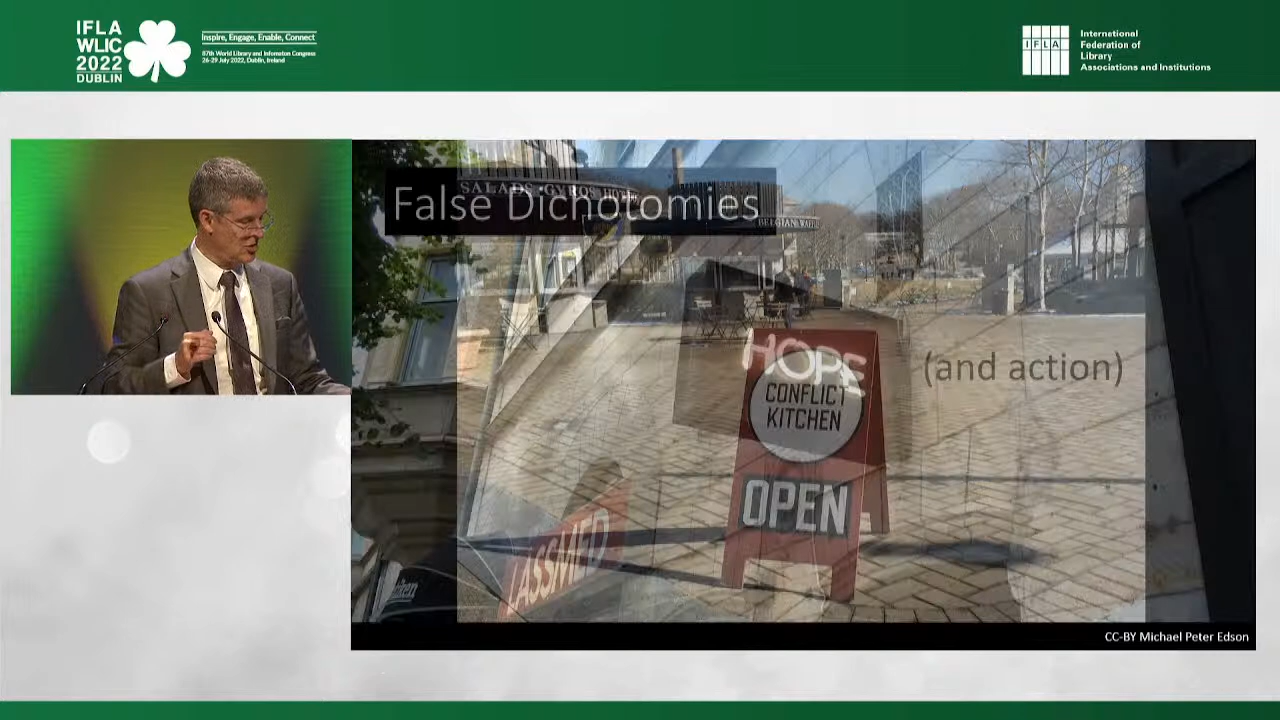 IFLA
WLIC
2022
DUBLIN
Inspire, Engage, Enable, Connect
87th World Library and Information Congress
26-29 July 2022, Dublin, Ireland
IFLA
International
Federation of
Library
Associations and Institutions
False Dichotomies
SALADS • GYROS
HOPE
CONFLICT
KITCHEN
OPEN
(and action)
CC-BY Michael Peter Edson